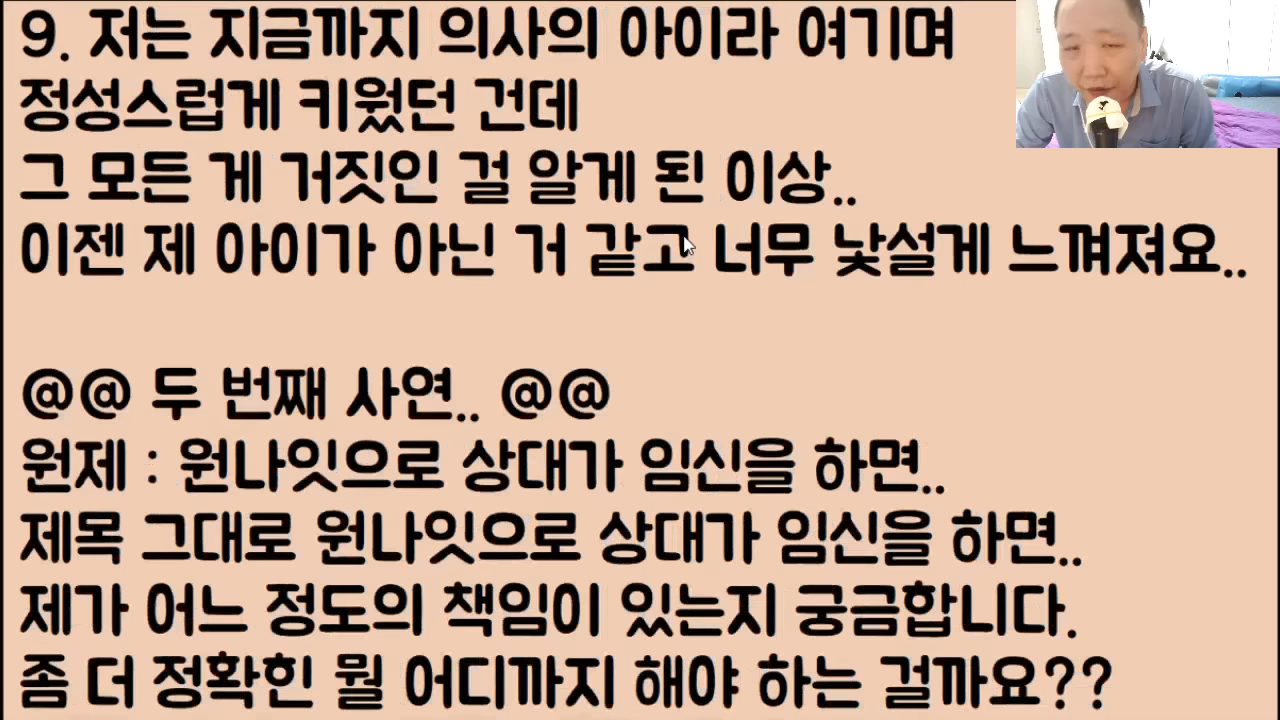 9. 저는 지금까지 의사의 아이라 여기며
정성스럽게 키웠던 건데
그 모든 게 거짓인 걸 알게 된 이상..
이젠 제 아이가 아닌 거 같고 너무 낯설게 느껴져요..
@@ 두 번째 사연.. @@
원제 : 원나잇으로 상대가 임신을 하면..
제목 그대로 원나잇으로 상대가 임신을 하면..
제가 어느 정도의 책임이 있는지 궁금합니다.
좀 더 정확힌 뭘 어디까지 해야 하는 걸까요??